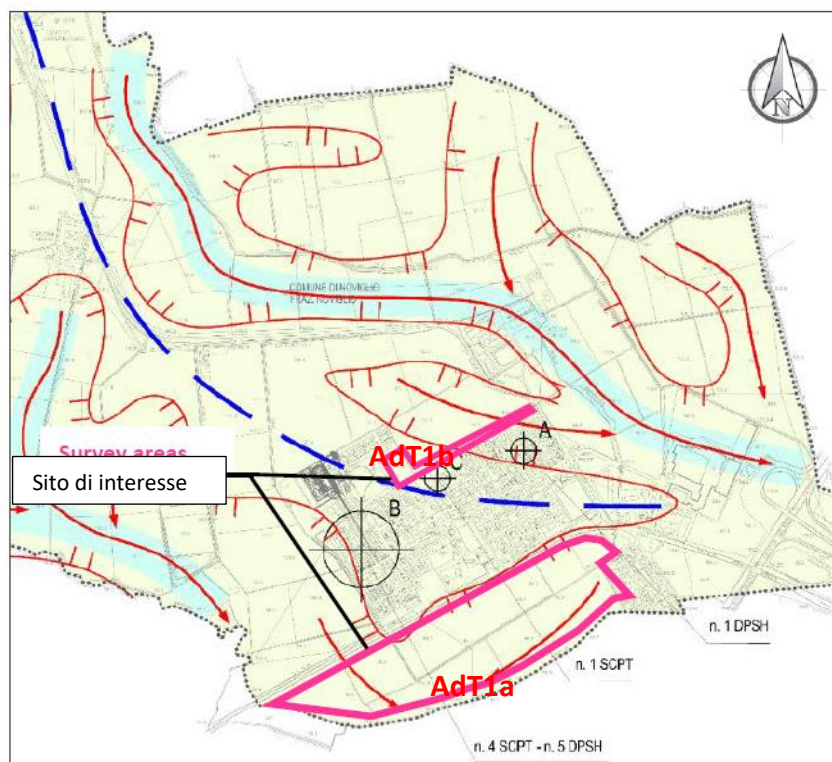 N
COMUNE DI NOVIGLIO
FRAZ. NOVIGLIO
Survey areas
Sito di interesse
AdT1b
A
C
B
AdT1a
n. 1 DPSH
n. 1 SCPT
n. 4 SCPT - n. 5 DPSH